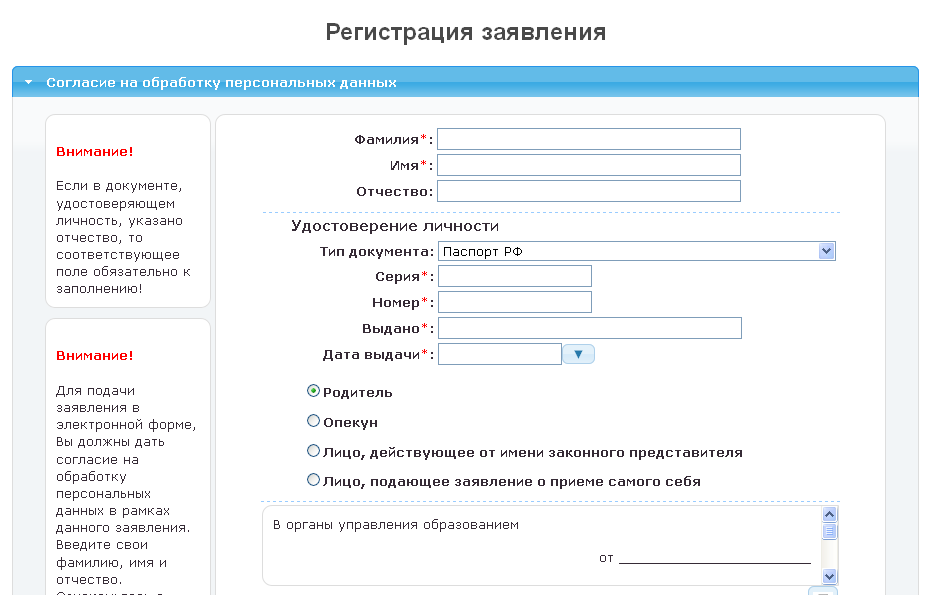 Регистрация заявления
Согласие на обработку персональных данных
Внимание!
Если в документе,
удостоверяющем
личность, указано
отчество, то
соответствующее
поле обязательно к
заполнению!
Внимание!
Для подачи
заявления в
электронной форме,
Вы должны дать
согласие на
обработку
персональных
данных в рамках
данного заявления.
Введите свои
фамилию, имя и
отчество.
Фамилия*:
Имя*:
Отчество:
Удостоверение личности
Тип документа: Паспорт РФ
Серия*:
Номер*:
Выдано*:
Дата выдачи*:
Родитель
Опекун
Лицо, действующее от имени законного представителя
Лицо, подающее заявление о приеме самого себя
В органы управления образованием
от